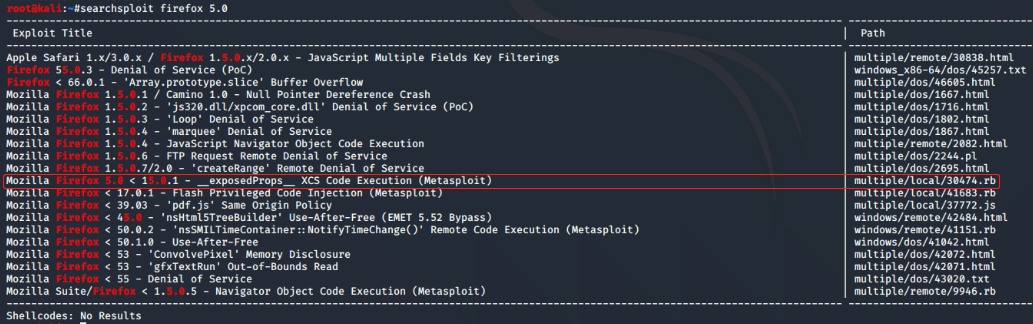 root@kali:~#searchsploit firefox 5.0
Exploit Title | Path
Apple Safari 1.x/3.0.x / Firefox 1.5.0.x/2.0.x - JavaScript Multiple Fields Key Filterings | multiple/remote/30838.html
Firefox 55.0.3 - Denial of Service (PoC) | windows_x86-64/dos/45257.txt
Firefox < 66.0.1 - 'Array.prototype.slice' Buffer Overflow | multiple/dos/46605.html
Mozilla Firefox 1.5.0.1 / Camino 1.0 - Null Pointer Dereference Crash | multiple/dos/1667.html
Mozilla Firefox 1.5.0.2 - 'js320.dll/xpcom_core.dll' Denial of Service (PoC) | multiple/dos/1716.html
Mozilla Firefox 1.5.0.3 - 'Loop' Denial of Service | multiple/dos/1802.html
Mozilla Firefox 1.5.0.4 - 'marquee' Denial of Service | multiple/dos/1867.html
Mozilla Firefox 1.5.0.4 - JavaScript Navigator Object Code Execution | multiple/remote/2082.html
Mozilla Firefox 1.5.0.6 - FTP Request Remote Denial of Service | multiple/dos/2244.pl
Mozilla Firefox 1.5.0.7/2.0 - 'createRange' Remote Denial of Service | multiple/dos/2695.html
Mozilla Firefox 5.0 < 15.0.1 - __exposedProps__ XCS Code Execution (Metasploit) | multiple/local/30474.rb
Mozilla Firefox < 17.0.1 - Flash Privileged Code Injection (Metasploit) | multiple/local/41683.rb
Mozilla Firefox < 39.03 - 'pdf.js' Same Origin Policy | multiple/local/37772.js
Mozilla Firefox < 45.0 - 'nsHtml5TreeBuilder' Use-After-Free (EMET 5.52 Bypass) | windows/remote/42484.html
Mozilla Firefox < 50.0.2 - 'nsSMILTimeContainer::NotifyTimeChange()' Remote Code Execution (Metasploit) | windows/remote/41151.rb
Mozilla Firefox < 50.1.0 - Use-After-Free | windows/dos/41042.html
Mozilla Firefox < 53 - 'ConvolvePixel' Memory Disclosure | multiple/dos/42072.html
Mozilla Firefox < 53 - 'gfxTextRun' Out-of-Bounds Read | multiple/dos/42071.html
Mozilla Firefox < 55 - Denial of Service | multiple/dos/43020.txt
Mozilla Suite/Firefox < 1.5.0.5 - Navigator Object Code Execution (Metasploit) | multiple/remote/9946.rb
Shellcodes: No Results